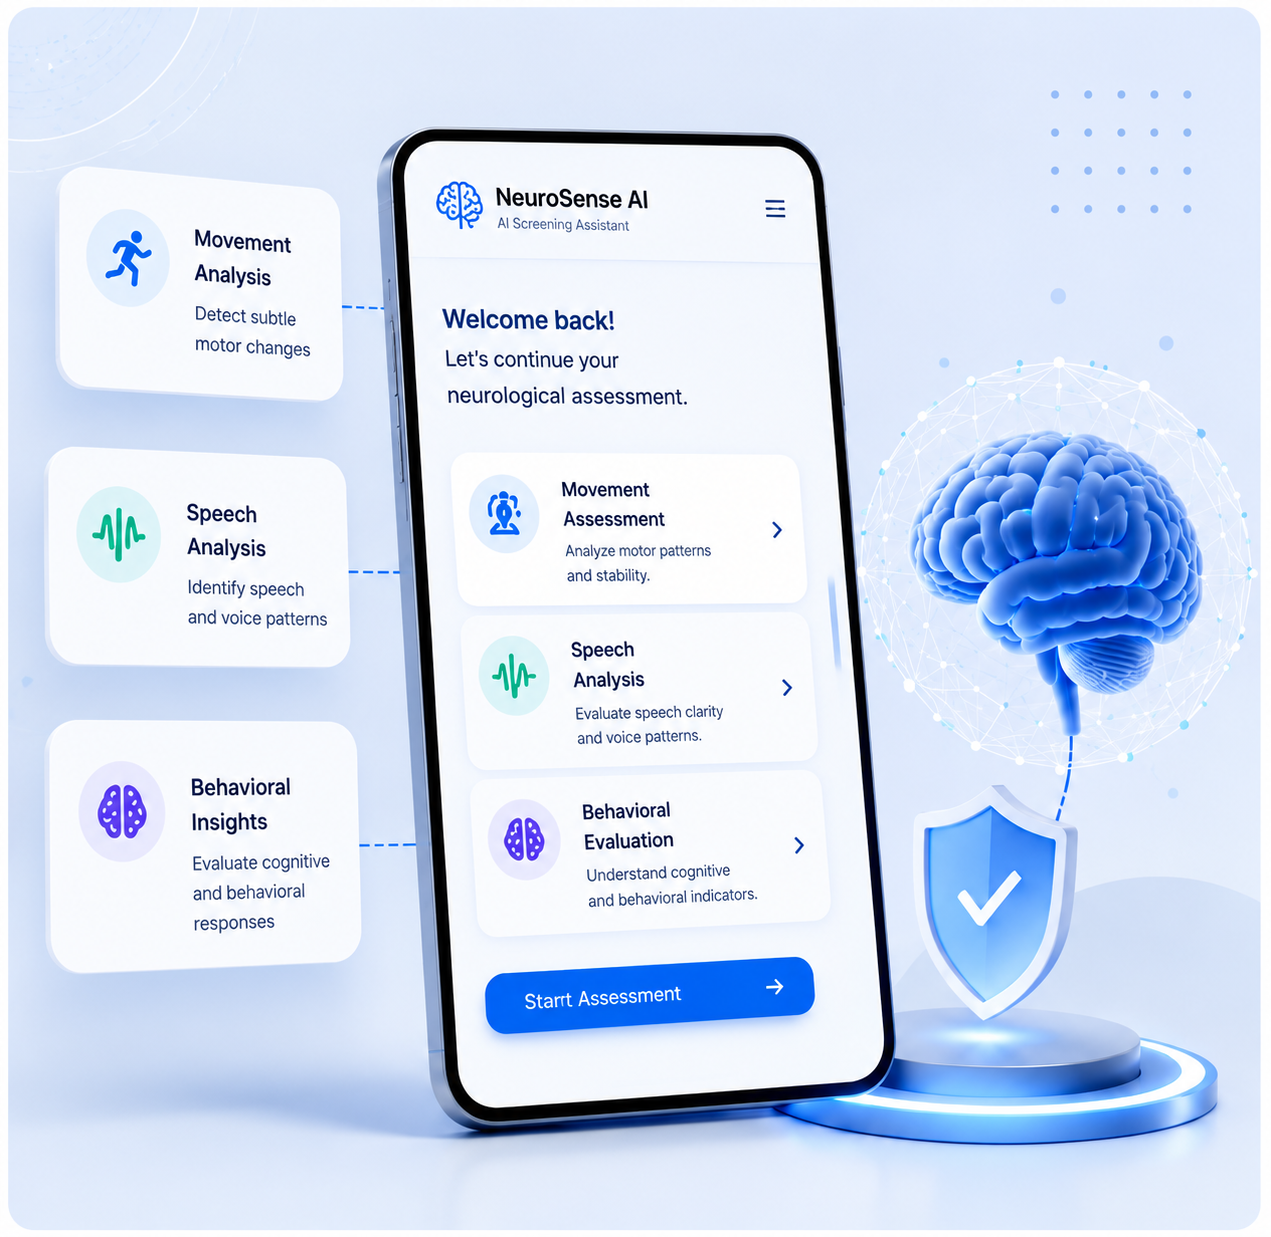 Movement
Analysis
Detect subtle
motor changes
Speech
Analysis
Identify speech
and voice patterns
Behavioral
Insights
Evaluate cognitive
and behavioral
responses
NeuroSense AI
AI Screening Assistant
Welcome back!
Let's continue your
neurological assessment.
Movement
Assessment
Analyze motor patterns
and stability.
Speech
Analysis
Evaluate speech clarity
and voice patterns.
Behavioral
Evaluation
Understand cognitive
and behavioral indicators.
Start Assessment